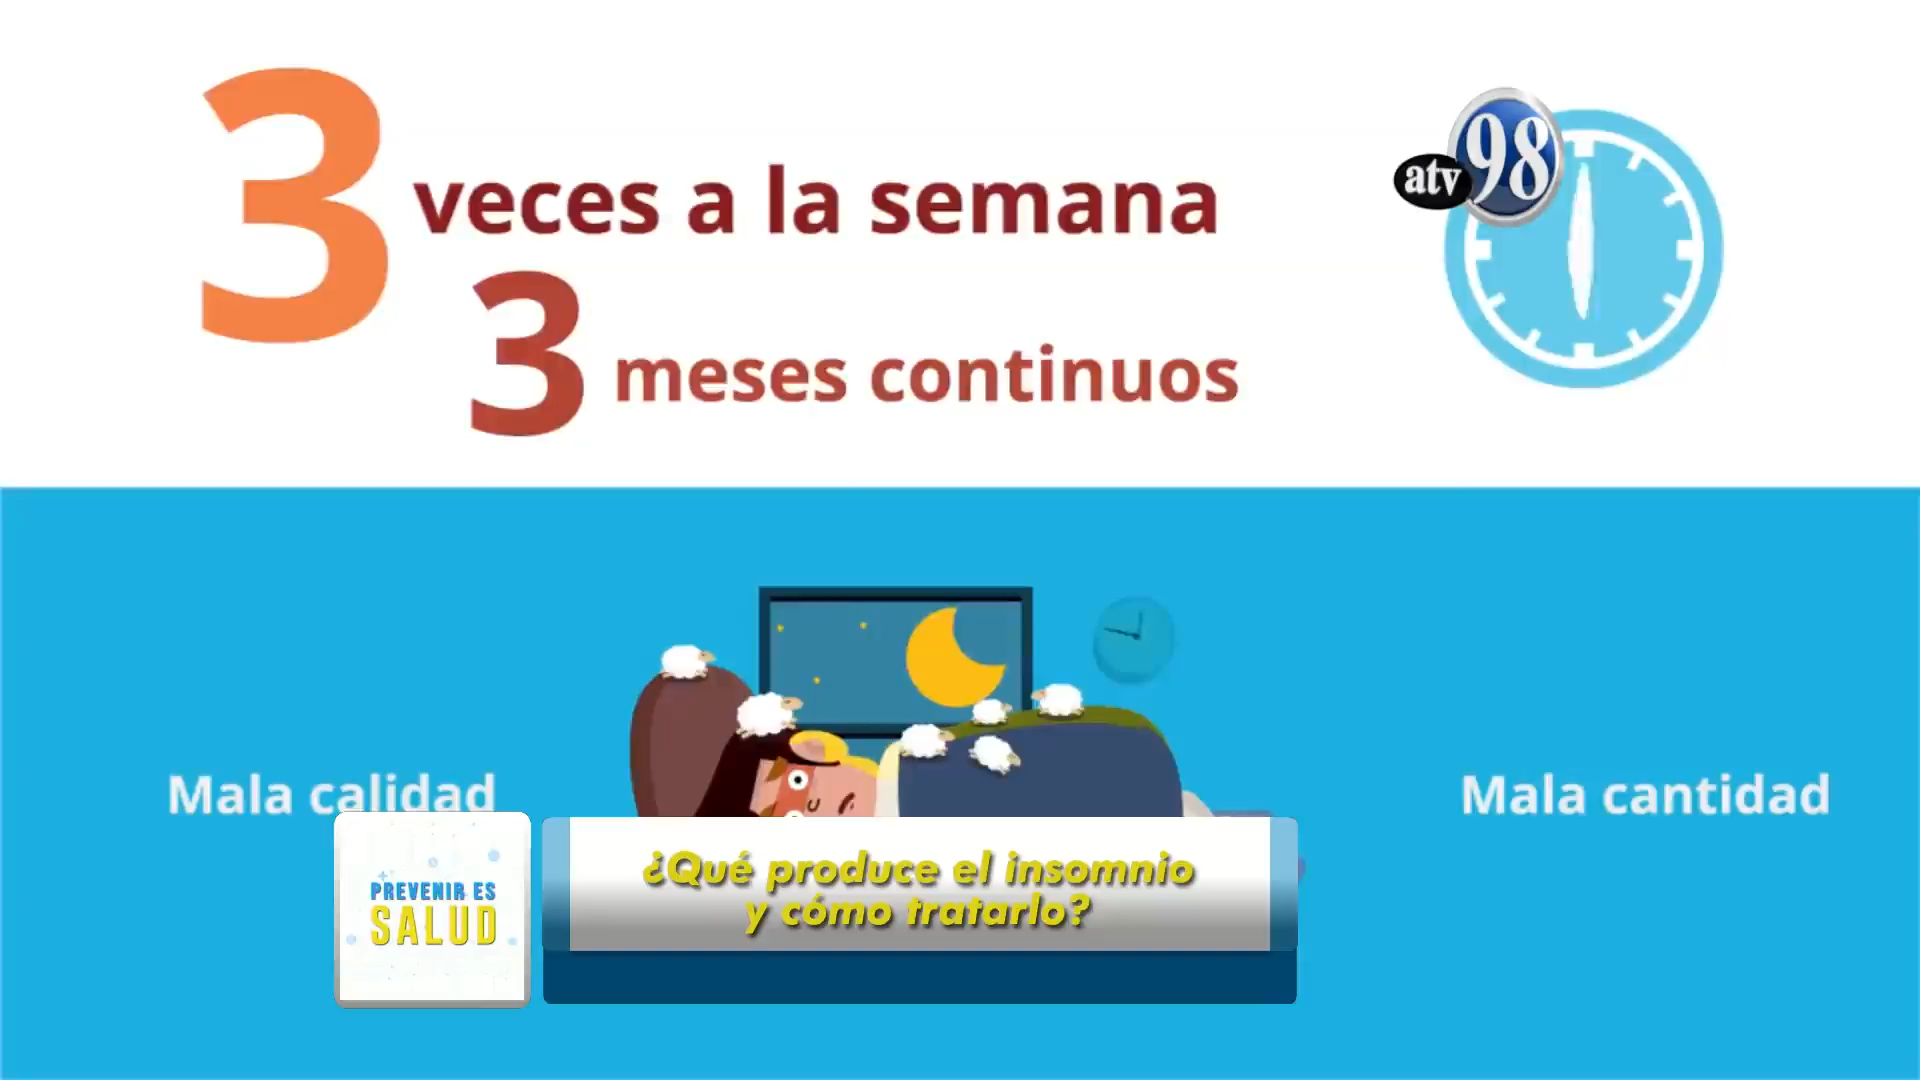 3 veces a la semana
3 meses continuos
atv 98
Mala calidad
Mala cantidad
PREVENIR ES
SALUD
¿Qué produce el insomnio
y cómo tratarlo?